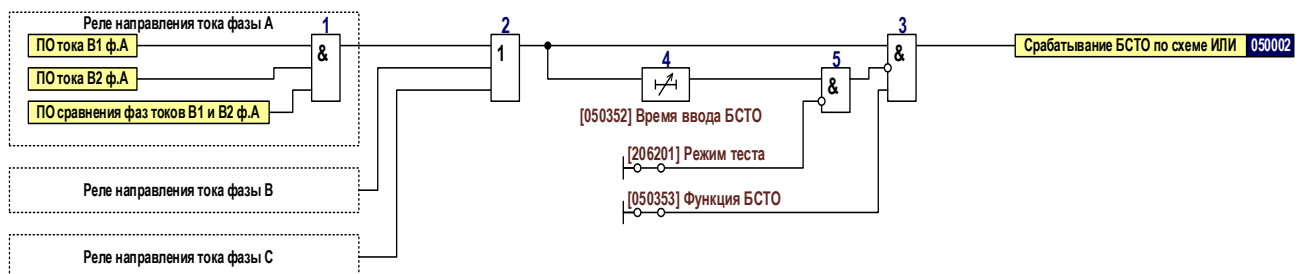 Реле направления тока фазы А
1
2
3
ПО тока В1 ф.А
&
1
&
Срабатывание БСТО по схеме ИЛИ 050002
ПО тока В2 ф.А
4
5
&
ПО сравнения фаз токов В1 и В2 ф.А
[050352] Время ввода БСТО
[206201] Режим теста
Реле направления тока фазы В
[050353] Функция БСТО
Реле направления тока фазы С